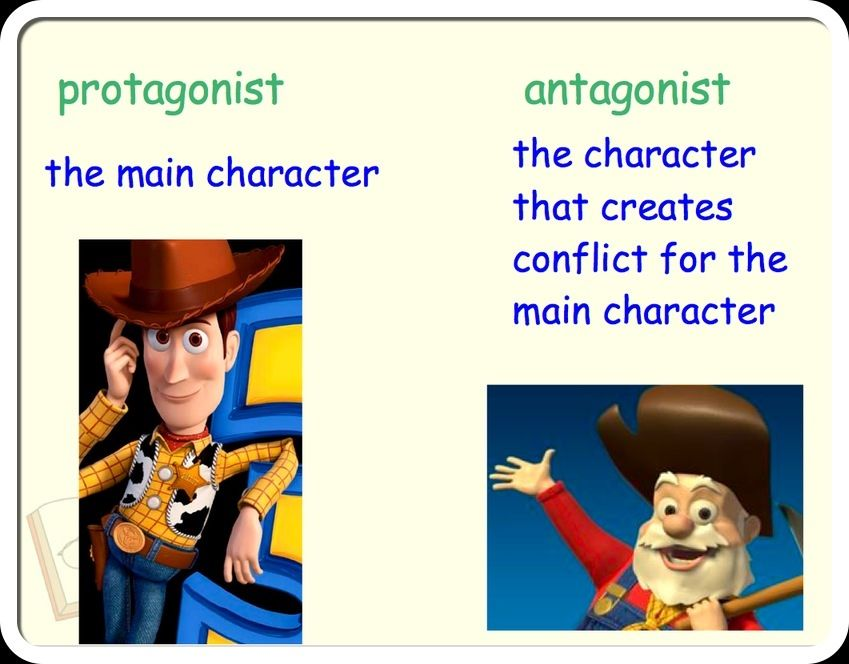 protagonist
the main character
antagonist
the character
that creates
conflict for the
main character